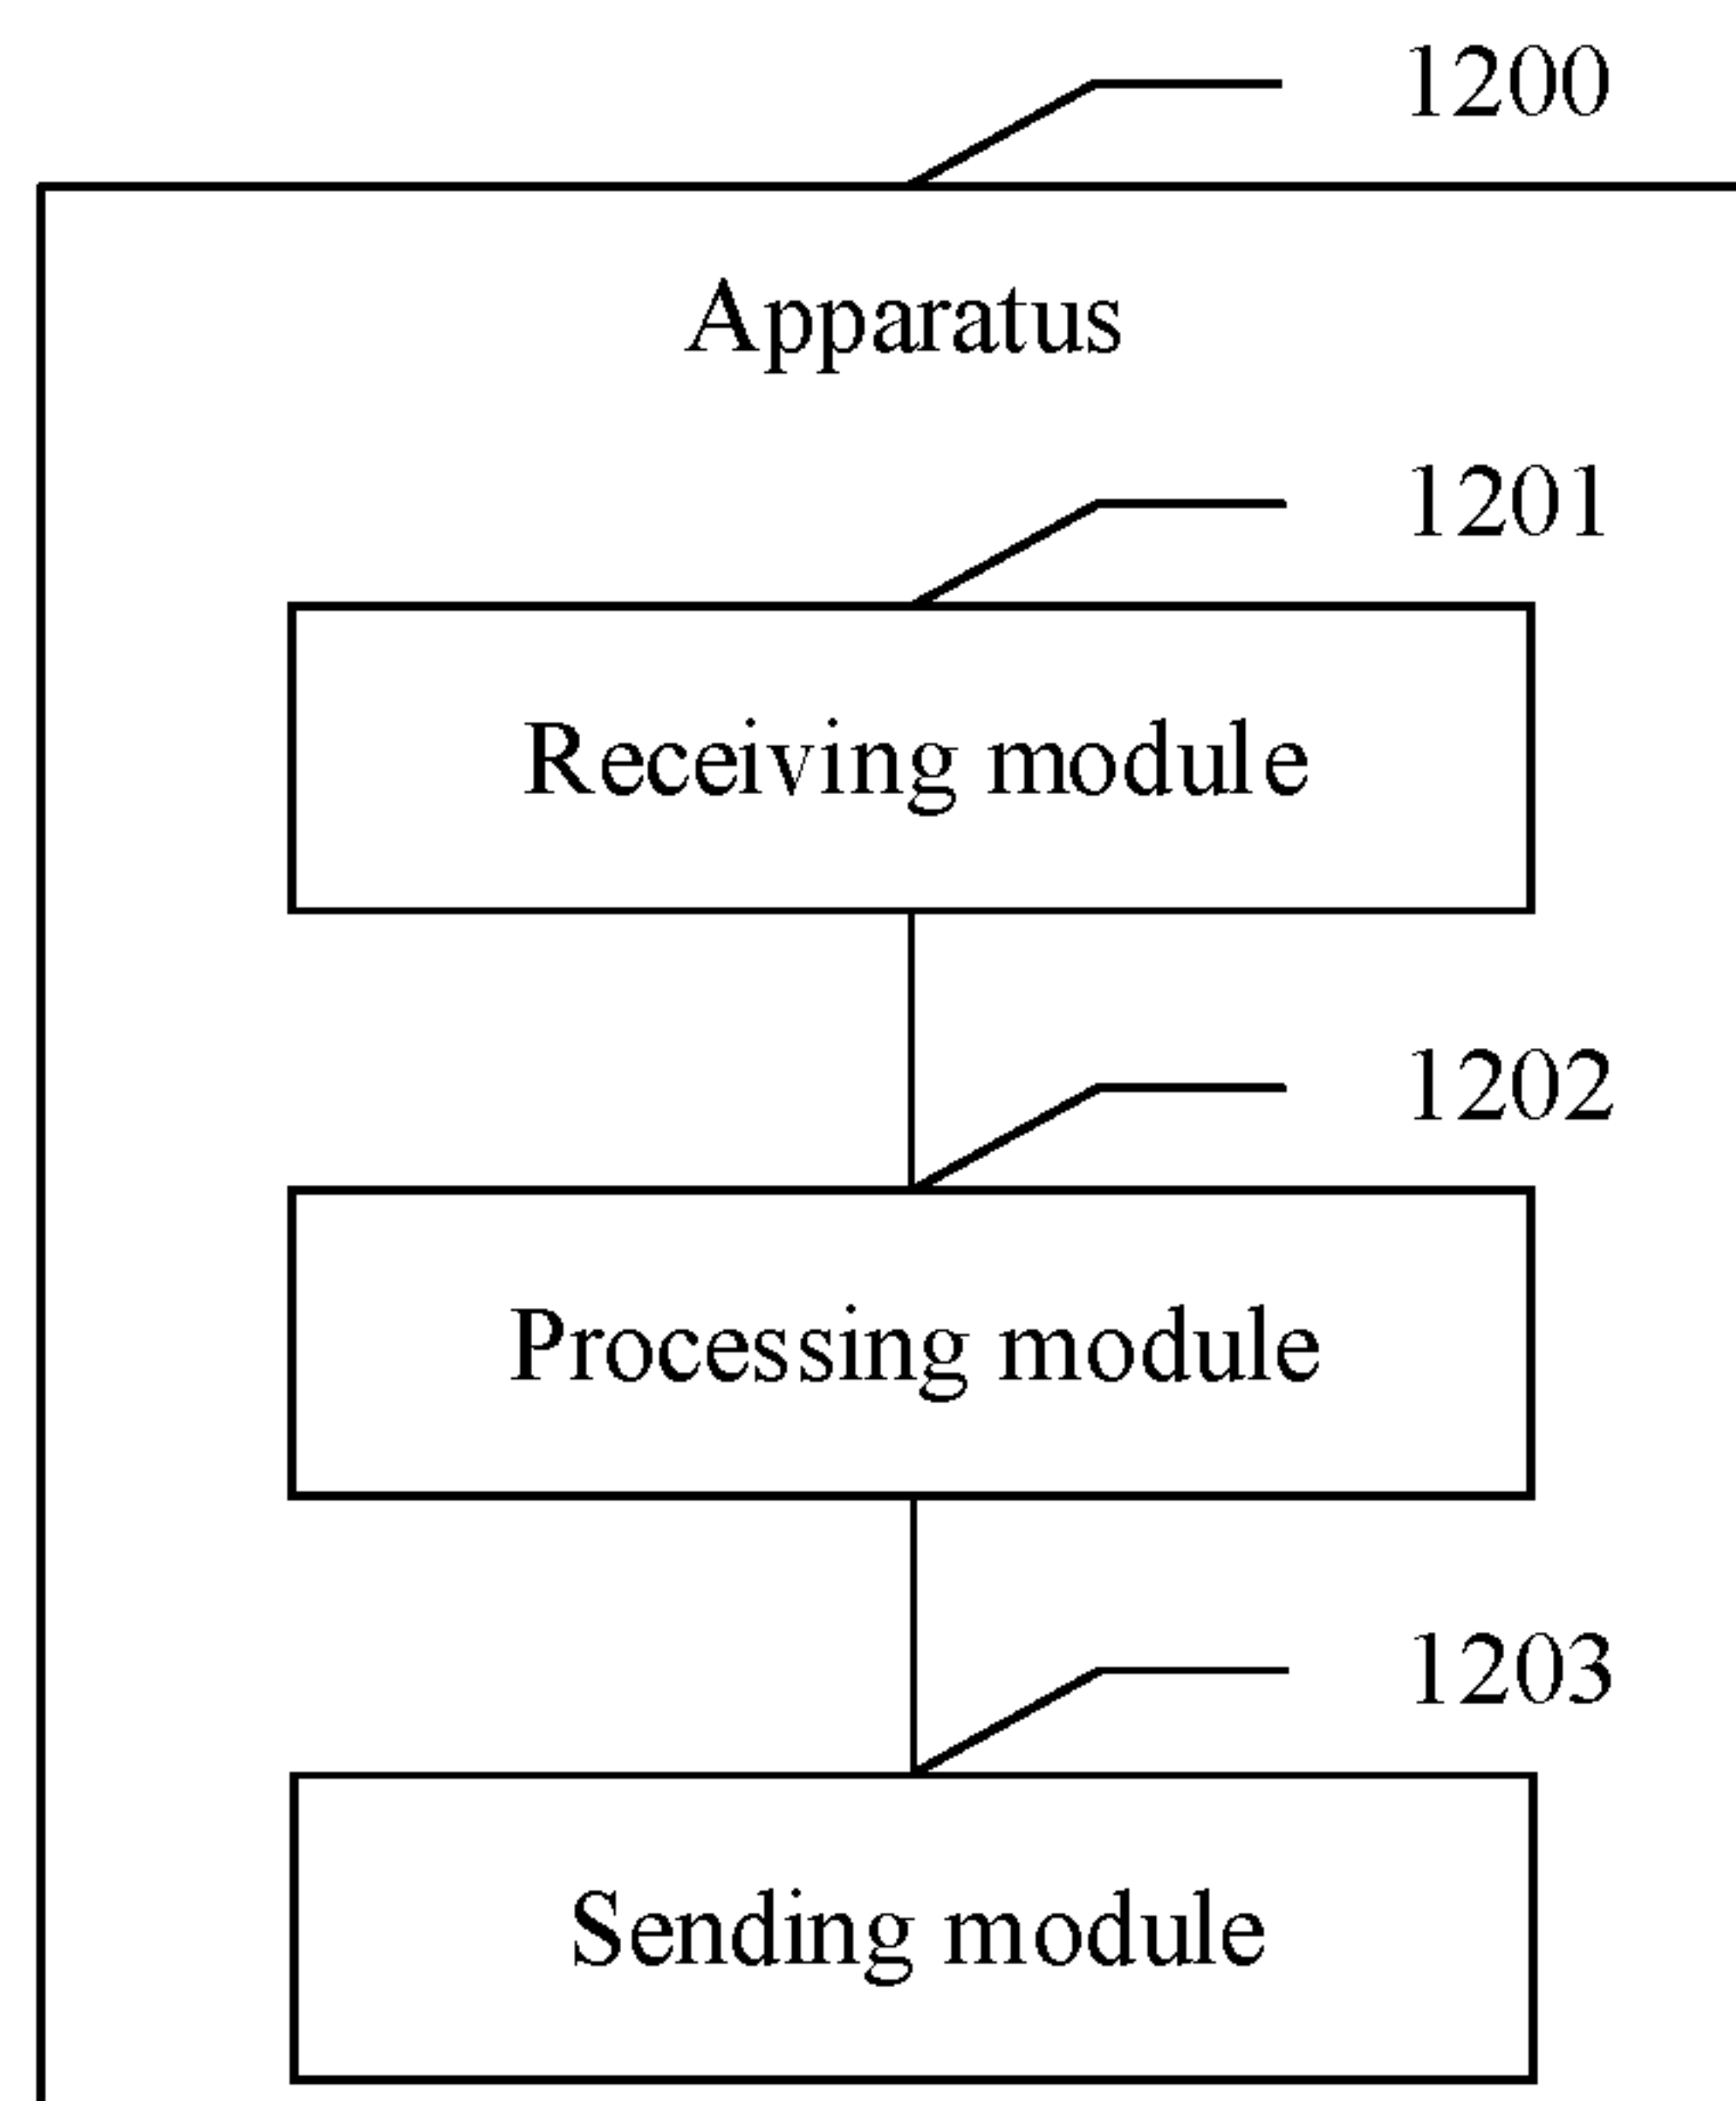 1200
Apparatus
1201
Receiving module
1202
Processing module
1203
Sending module